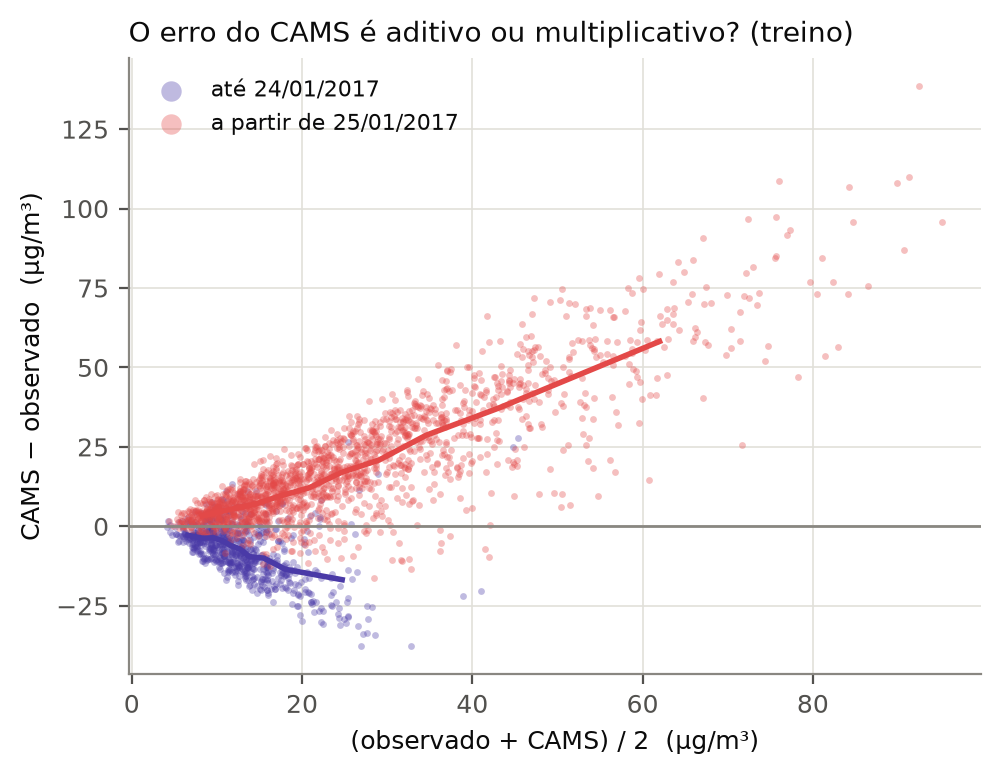 O erro do CAMS é aditivo ou multiplicativo? (treino)
até 24/01/2017
a partir de 25/01/2017
125
100
75
50
25
0
−25
CAMS − observado  (µg/m³)
0
20
40
60
80
(observado + CAMS) / 2  (µg/m³)